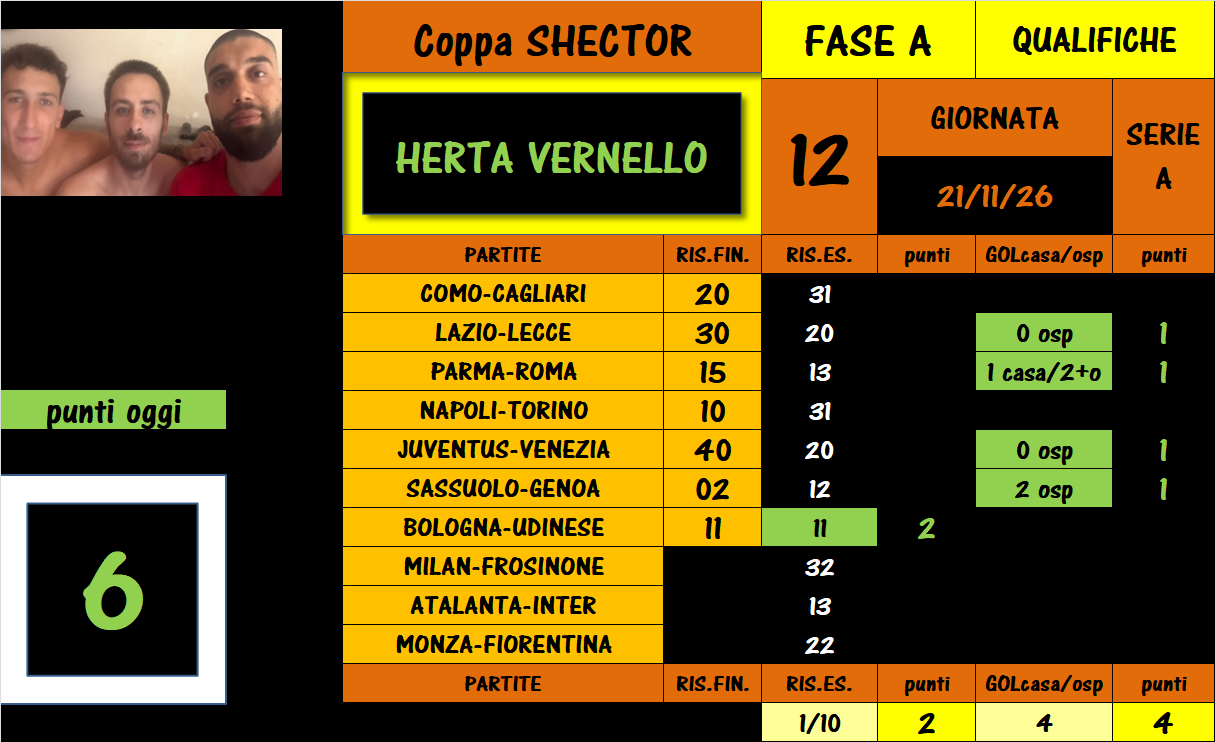 Coppa SHECTOR FASE A QUALIFICHE
HERTA VERNELLO 12 GIORNATA SERIE A
21/11/26
PARTITE RIS.FIN. RIS.ES. punti GOLcasa/osp punti
COMO-CAGLIARI 20 31
LAZIO-LECCE 30 20 0 osp 1
PARMA-ROMA 15 13 1 casa/2+o 1
NAPOLI-TORINO 10 31
punti oggi
JUVENTUS-VENEZIA 40 20 0 osp 1
SASSUOLO-GENOA 02 12 2 osp 1
BOLOGNA-UDINESE 11 11 2
MILAN-FROSINONE 32
6
ATALANTA-INTER 13
MONZA-FIORENTINA 22
PARTITE RIS.FIN. RIS.ES. punti GOLcasa/osp punti
1/10 2 4 4